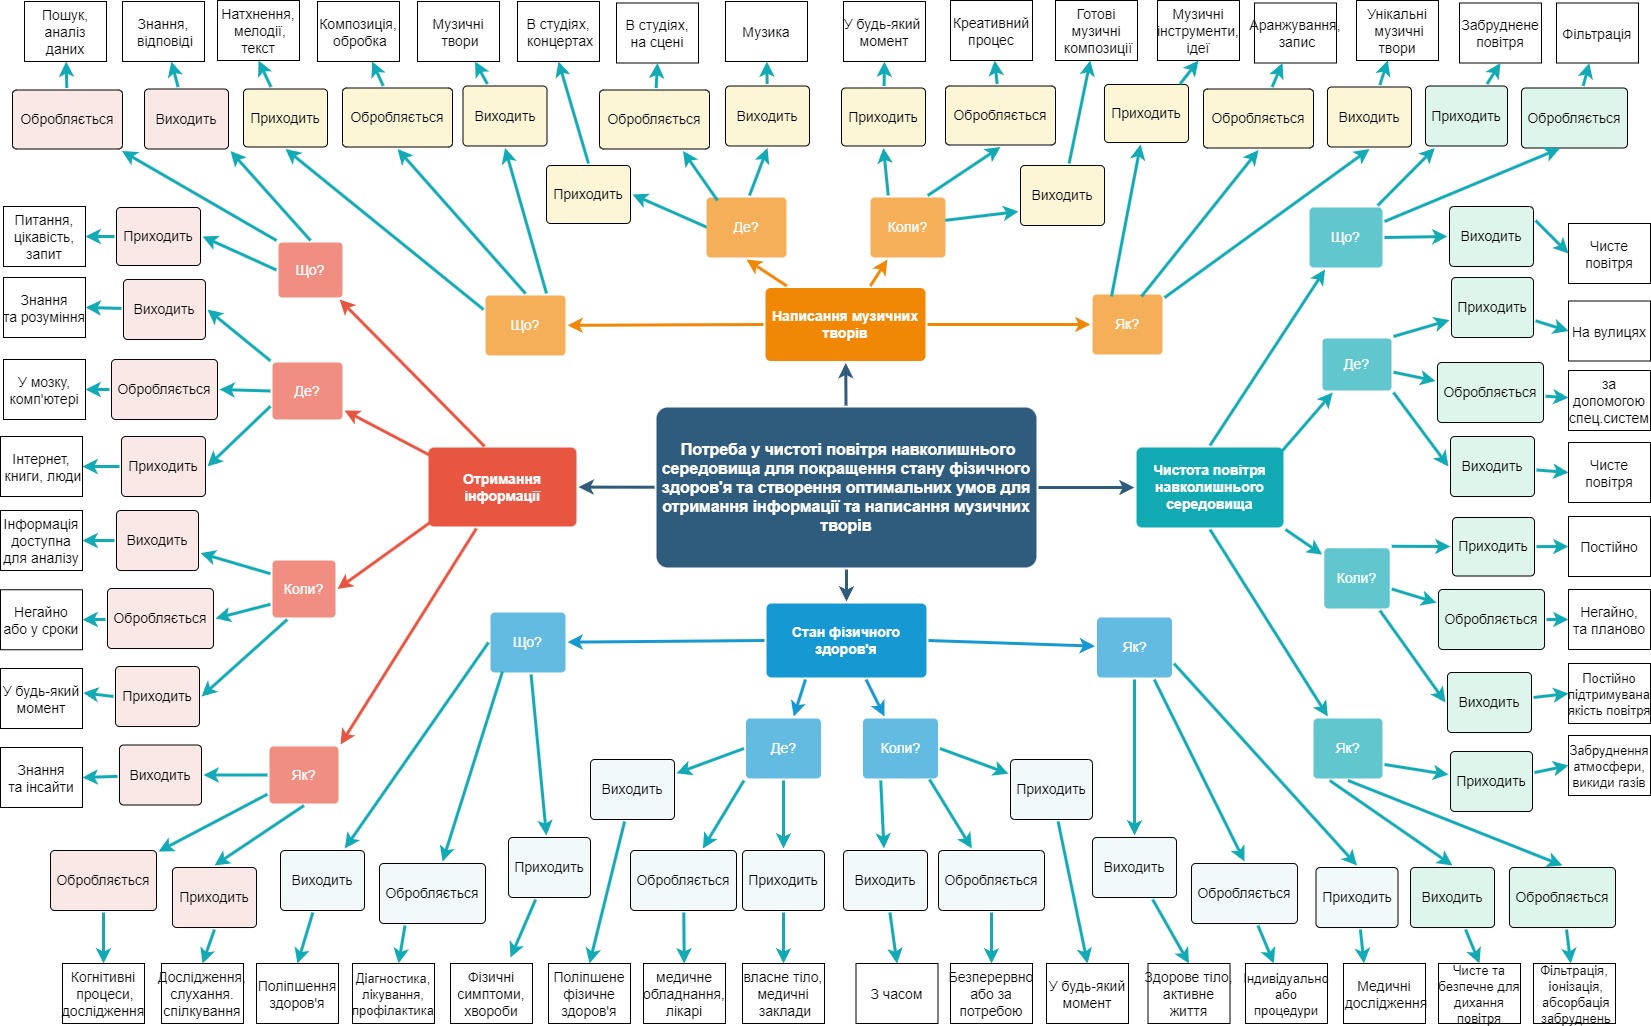 Пошук,
аналіз
даних
Знання,
відповіді
Натхнення,
мелодії,
текст
Композиція,
обробка
Музичні
твори
В студіях,
концертах
В студіях,
на сцені
Музика
У будь-який
момент
Креативний
процес
Готові
музичні
композиції
Музичні
інструменти,
ідеї
Аранжування,
запис
Унікальні
музичні
твори
Забруднене
повітря
Фільтрація
Обробляється
Виходить
Приходить
Обробляється
Виходить
Обробляється
Виходить
Приходить
Обробляється
Приходить
Обробляється
Виходить
Приходить
Обробляється
Приходить
Виходить
Питання,
цікавість,
запит
Приходить
Що?
Де?
Коли?
Що?
Виходить
Чисте
повітря
Знання
та розуміння
Виходить
Що?
Написання музичних
творів
Як?
Приходить
На вулицях
У мозку,
комп'ютері
Обробляється
Де?
Де?
Обробляється
за
допомогою
спец.систем
Інтернет,
книги, люди
Приходить
Отримання
інформації
Потреба у чистоті повітря навколишнього
середовища для покращення стану фізичного
здоров'я та створення оптимальних умов для
отримання інформації та написання музичних
творів
Чистота повітря
навколишнього
середовища
Виходить
Чисте
повітря
Інформація
доступна
для аналізу
Виходить
Приходить
Постійно
Негайно
або у сроки
Обробляється
Коли?
Коли?
Обробляється
Негайно,
та планово
Що?
Стан фізичного
здоров'я
Як?
У будь-який
момент
Приходить
Виходить
Постійно
підтримувана
якість повітря
Знання
та інсайти
Виходить
Як?
Де?
Коли?
Як?
Приходить
Забруднення
атмосфери,
викиди газів
Виходить
Приходить
Обробляється
Приходить
Виходить
Обробляється
Приходить
Обробляється
Приходить
Виходить
Обробляється
Виходить
Обробляється
Приходить
Виходить
Обробляється
Когнітивні
процеси,
дослідження
Дослідження,
слухання.
спілкування
Поліпшення
здоров'я
Діагностика,
лікування,
профілактика
Фізичні
симптоми,
хвороби
Поліпшене
фізичне
здоров'я
медичне
обладнання,
лікарі
власне тіло,
медичні
заклади
З часом
Безперервно
або за
потребою
У будь-який
момент
Здорове тіло,
активне
життя
Індивідуально
або
процедури
Медичні
дослідження
Чисте та
безпечне для
дихання
повітря
Фільтрація,
іонізація,
абсорбація
забруднень